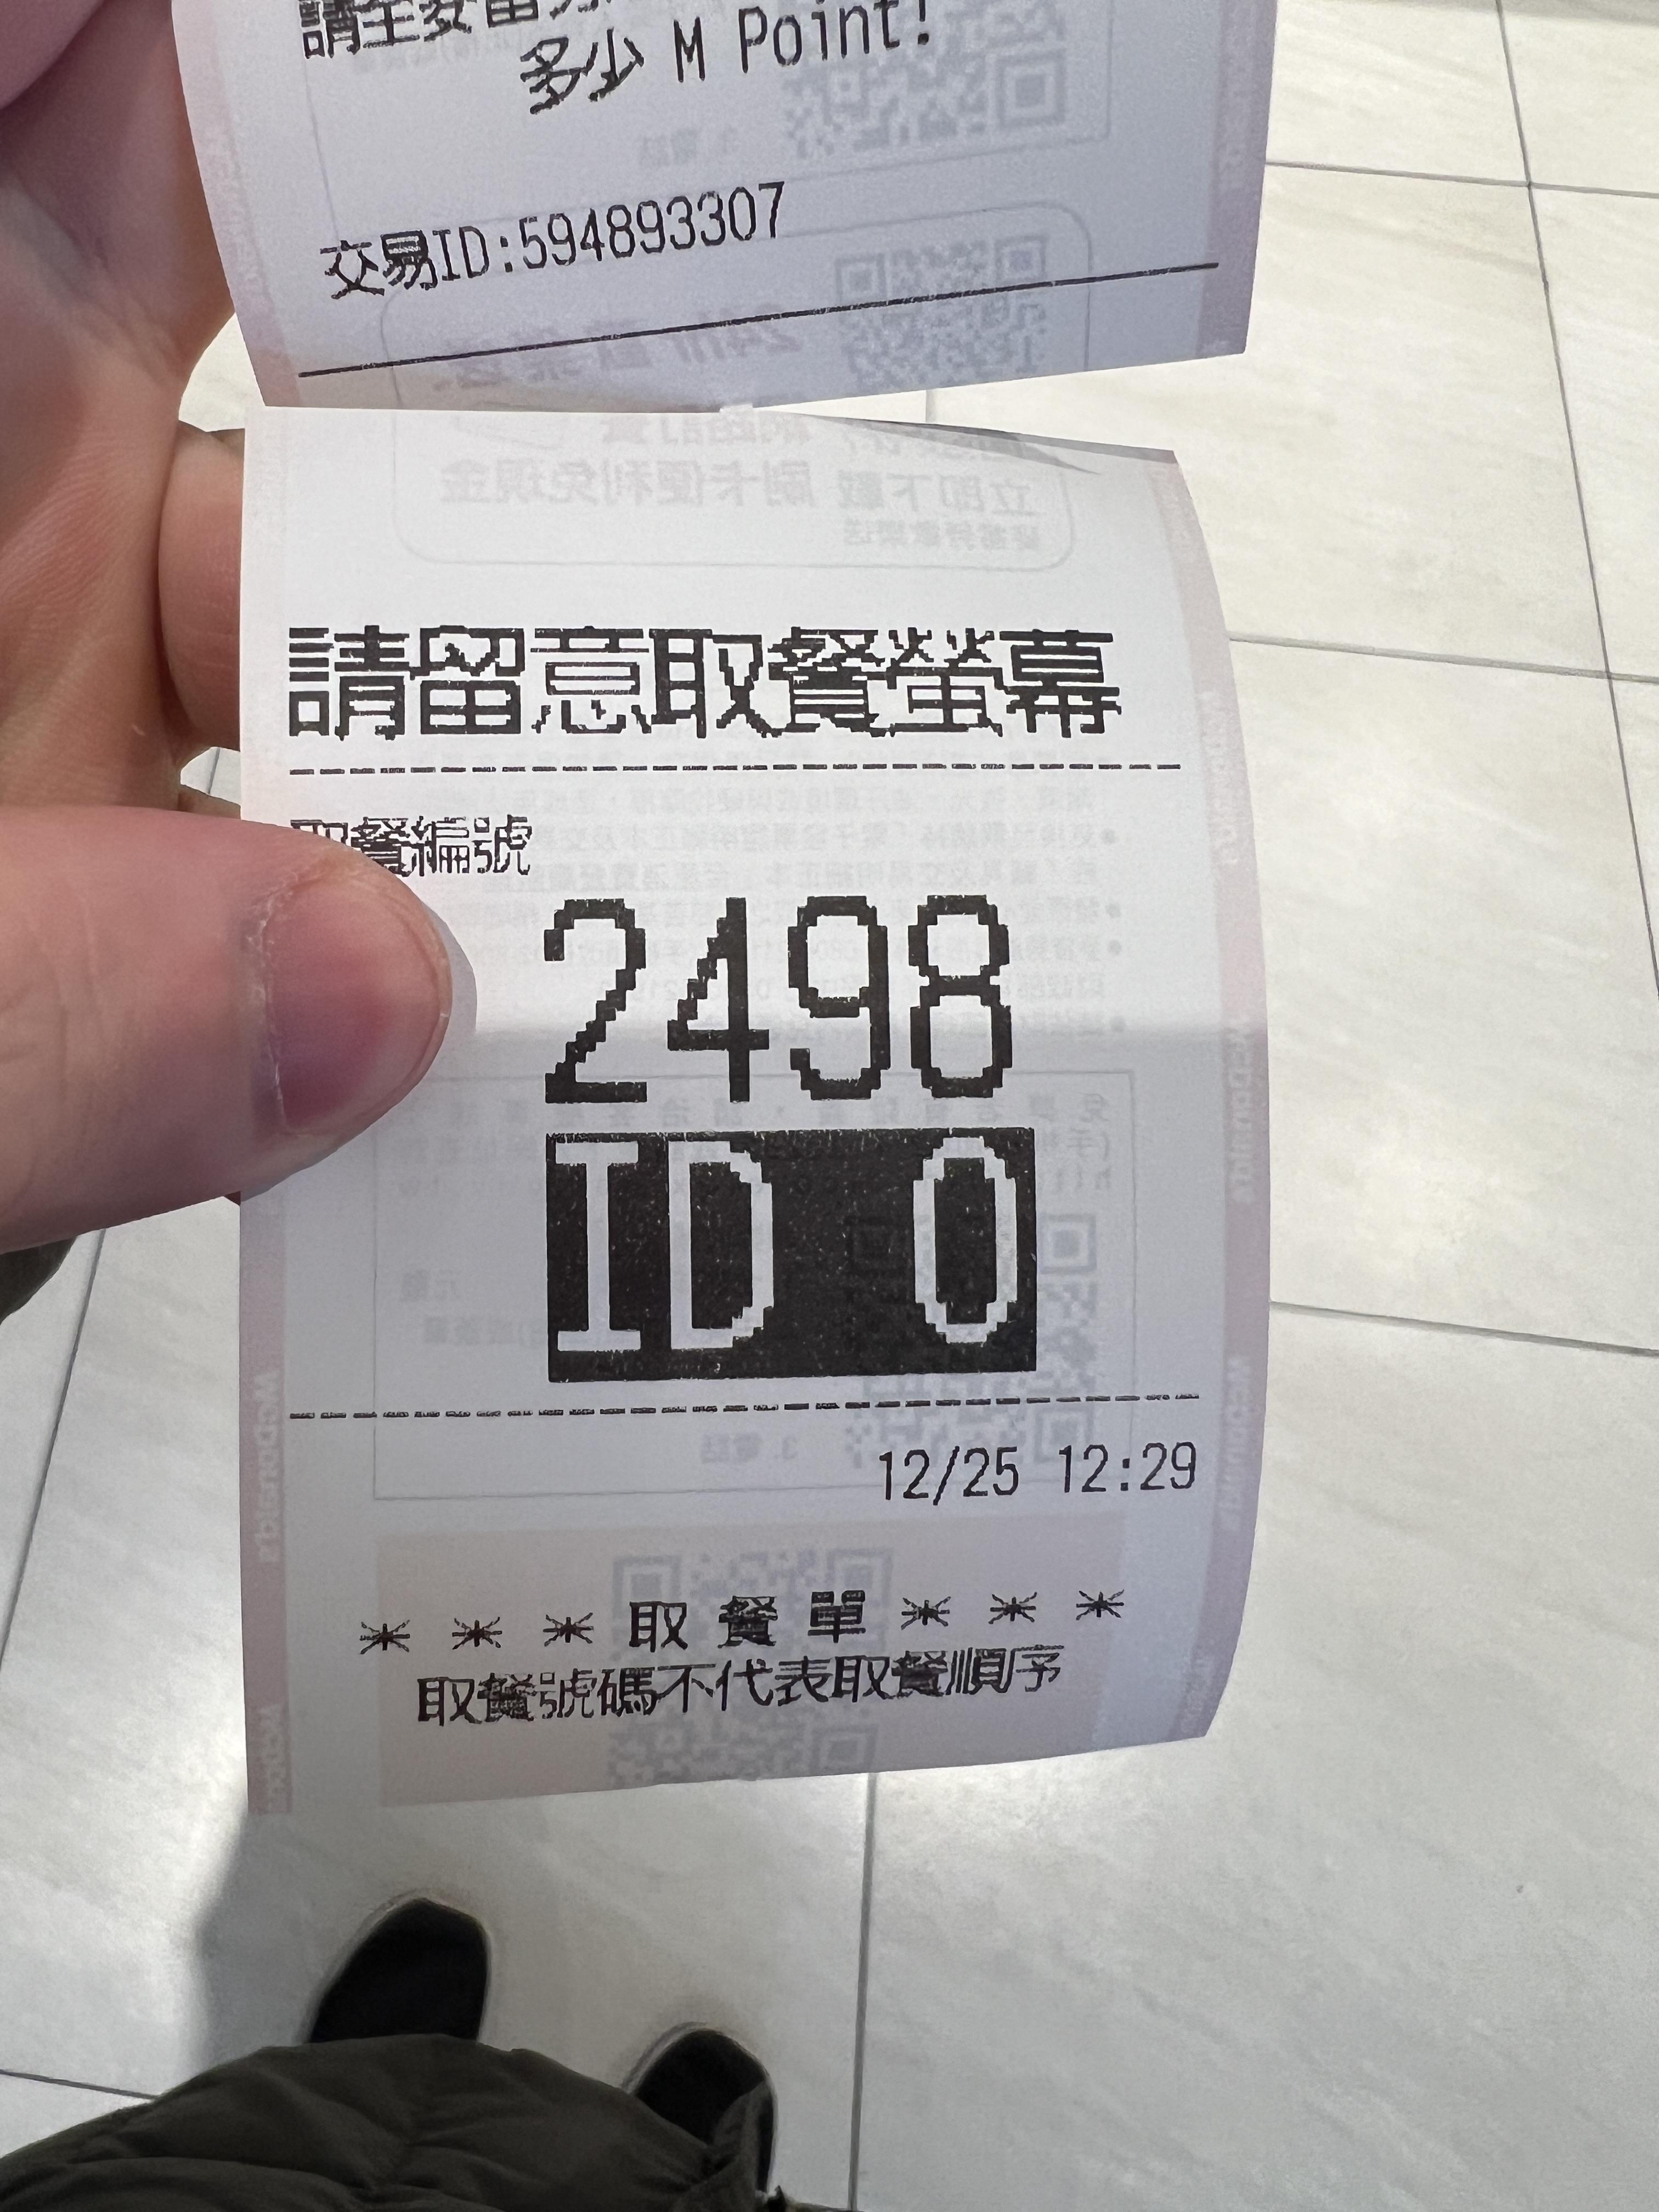 多少 M Point!
交易ID:594893307
請留意取餐螢幕
取餐編號
2498
ID 0
12/25 12:29
* * * 取 餐 單 * * *
取餐號碼不代表取餐順序